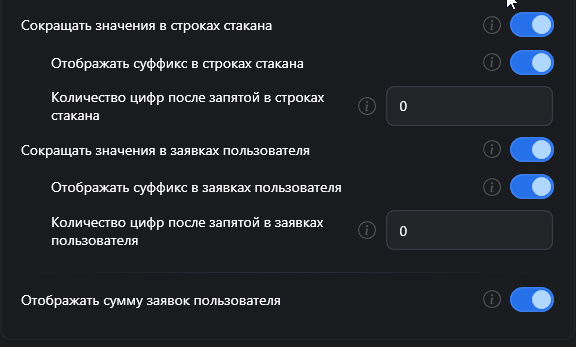 Сокращать значения в строках стакана
Отображать суффикс в строках стакана
Количество цифр после запятой в строках
стакана
0
Сокращать значения в заявках пользователя
Отображать суффикс в заявках пользователя
Количество цифр после запятой в заявках
пользователя
0
Отображать сумму заявок пользователя